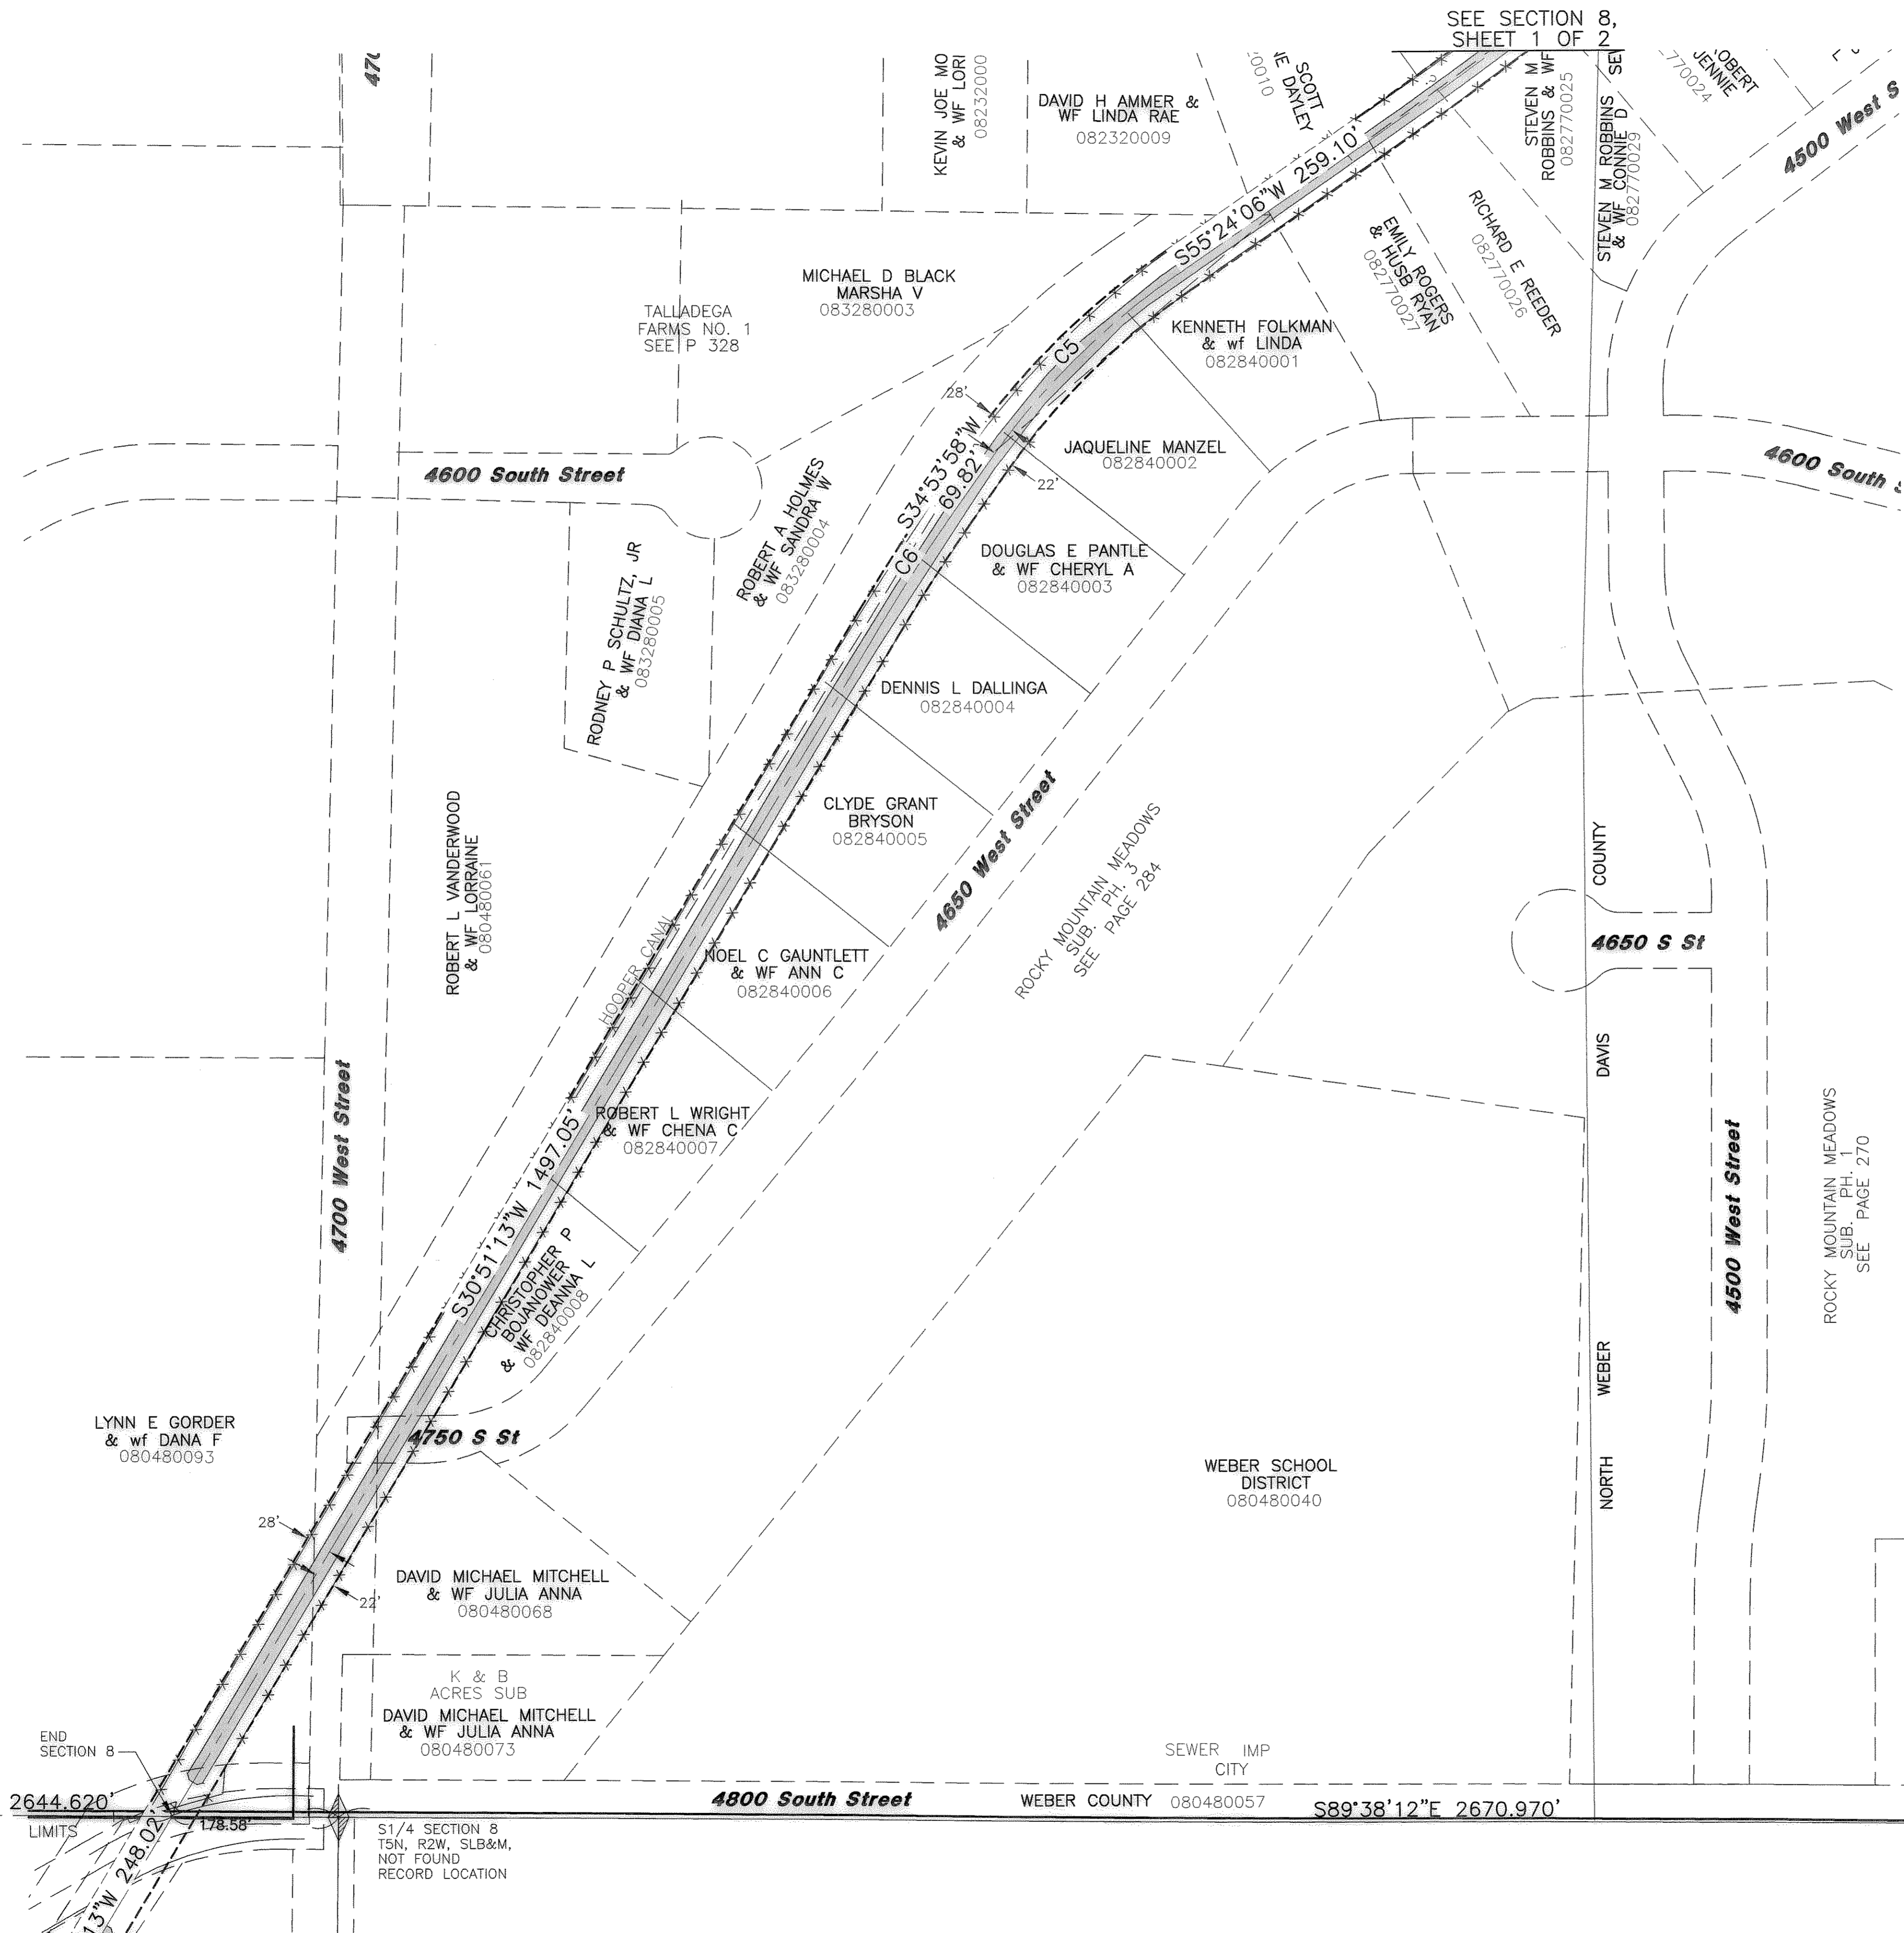 SEE SECTION 8,
SHEET 1 OF 2
KEVIN JOE MO
& WF LORI
08232000
DAVID H AMMER &
WF LINDA RAE
082320009
SCOTT
NE DAYLEY
20010
STEVEN M
ROBBINS & WF
082770025
STEVEN M ROBBINS
& WF CONNIE D
082770029
SEW
OBERT
JENNIE
770024
4500 West S
470
S55°24'06"W 259.10'
EMILY ROGERS
& HUSB RYAN
082770027
RICHARD E REEDER
082770026
MICHAEL D BLACK
MARSHA V
083280003
TALLADEGA
FARMS NO. 1
SEE P 328
KENNETH FOLKMAN
& wf LINDA
082840001
C5
28'
S34°53'58"W
69.82'
JAQUELINE MANZEL
082840002
22'
4600 South Street
4600 South S
ROBERT A HOLMES
& WF SANDRA W
083280004
C6
DOUGLAS E PANTLE
& WF CHERYL A
082840003
RODNEY P SCHULTZ, JR
& WF DIANA L
083280005
DENNIS L DALLINGA
082840004
CLYDE GRANT
BRYSON
082840005
4650 West Street
ROCKY MOUNTAIN MEADOWS
SUB. PH. 3
SEE PAGE 284
ROBERT L VANDERWOOD
& WF LORRAINE
080480061
HOOPER CANAL
NOEL C GAUNTLETT
& WF ANN C
082840006
COUNTY
4650 S St
DAVIS
4700 West Street
ROBERT L WRIGHT
& WF CHENA C
082840007
S30°51'13"W 1497.05'
CHRISTOPHER P
BOJANOWER
& WF DEANNA L
082840008
4500 West Street
ROCKY MOUNTAIN MEADOWS
SUB. PH. 1
SEE PAGE 270
WEBER
NORTH
LYNN E GORDER
& wf DANA F
080480093
4750 S St
WEBER SCHOOL
DISTRICT
080480040
28'
22'
DAVID MICHAEL MITCHELL
& WF JULIA ANNA
080480068
K & B
ACRES SUB
DAVID MICHAEL MITCHELL
& WF JULIA ANNA
080480073
END
SECTION 8
SEWER IMP
CITY
2644.620'
LIMITS
178.58'
4800 South Street
WEBER COUNTY 080480057
S89°38'12"E 2670.970'
S1/4 SECTION 8
T5N, R2W, SLB&M,
NOT FOUND
RECORD LOCATION
13"W 248.02'